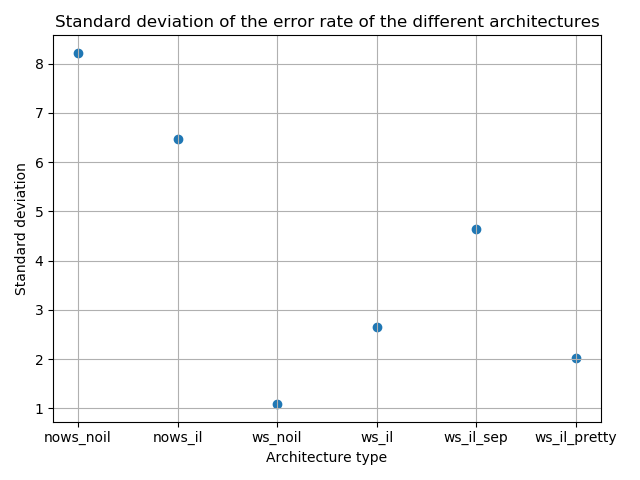 Standard deviation of the error rate of the different architectures
Standard deviation
8
7
6
5
4
3
2
1
nows_noil nows_il ws_noil ws_il ws_il_sep ws_il_pretty
Architecture type